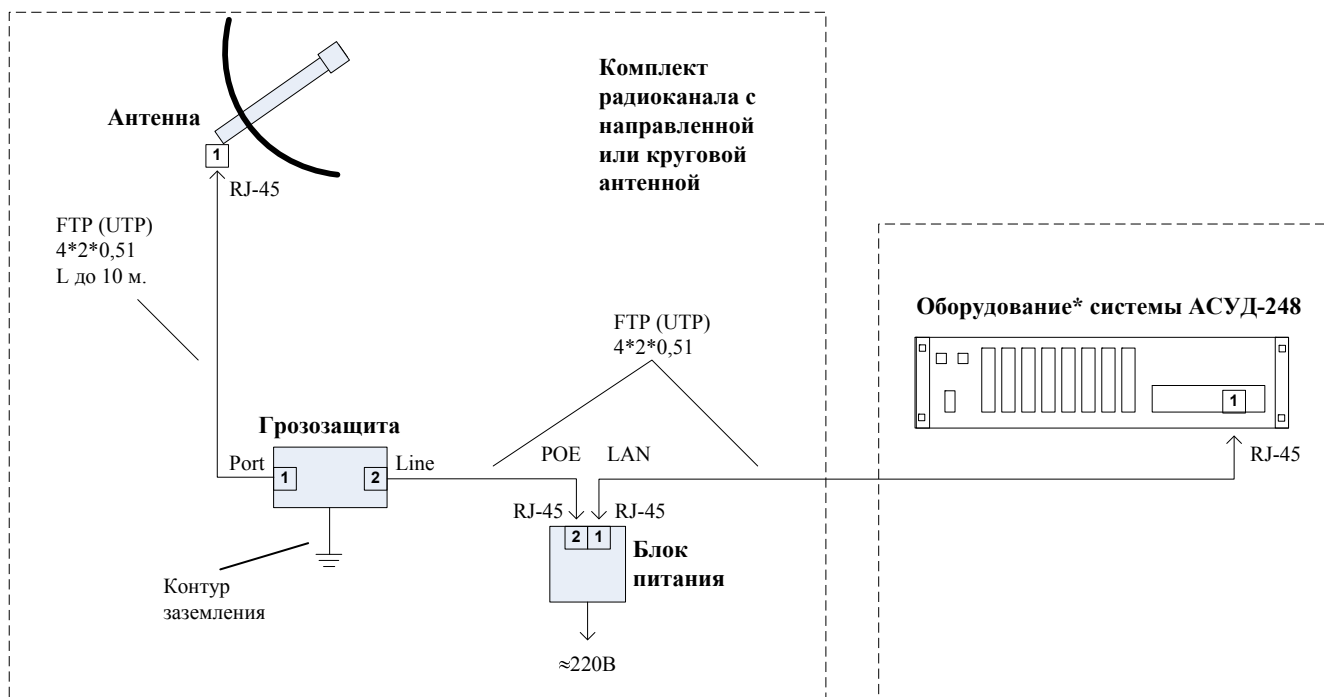 Комплект
радиоканала с
направленной
или круговой
антенной
Антенна
1
RJ-45
FTP (UTP)
4*2*0,51
L до 10 м.
FTP (UTP)
4*2*0,51
Оборудование* системы АСУД-248
1
RJ-45
Грозозащита
Port
1
2
Line
POE
LAN
RJ-45
RJ-45
2
1
Блок
питания
Контур
заземления
≈220В